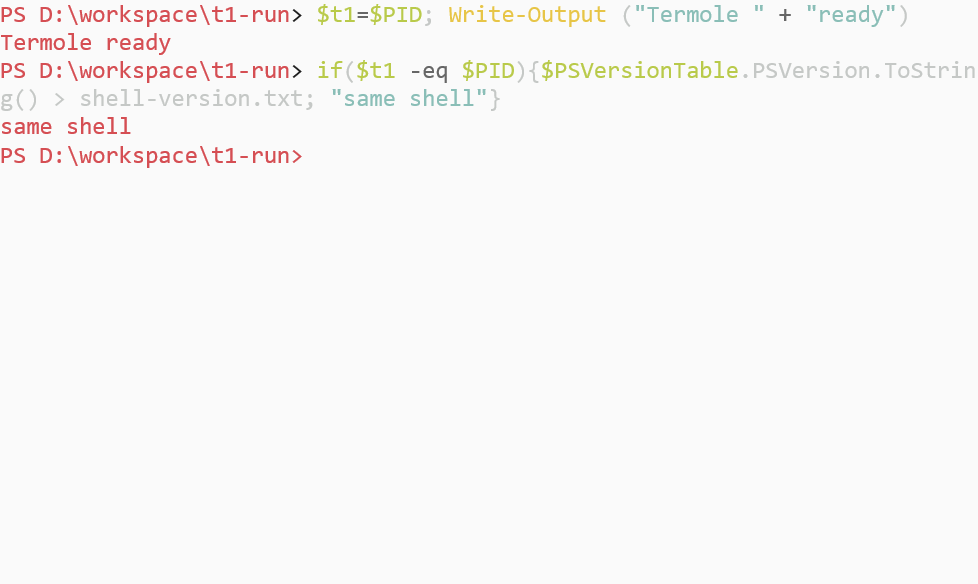 PS D:\workspace\t1-run> $t1=$PID; Write-Output ("Termole " + "ready")
Termole ready
PS D:\workspace\t1-run> if($t1 -eq $PID){$PSVersionTable.PSVersion.ToStrin
g() > shell-version.txt; "same shell"}
same shell
PS D:\workspace\t1-run>